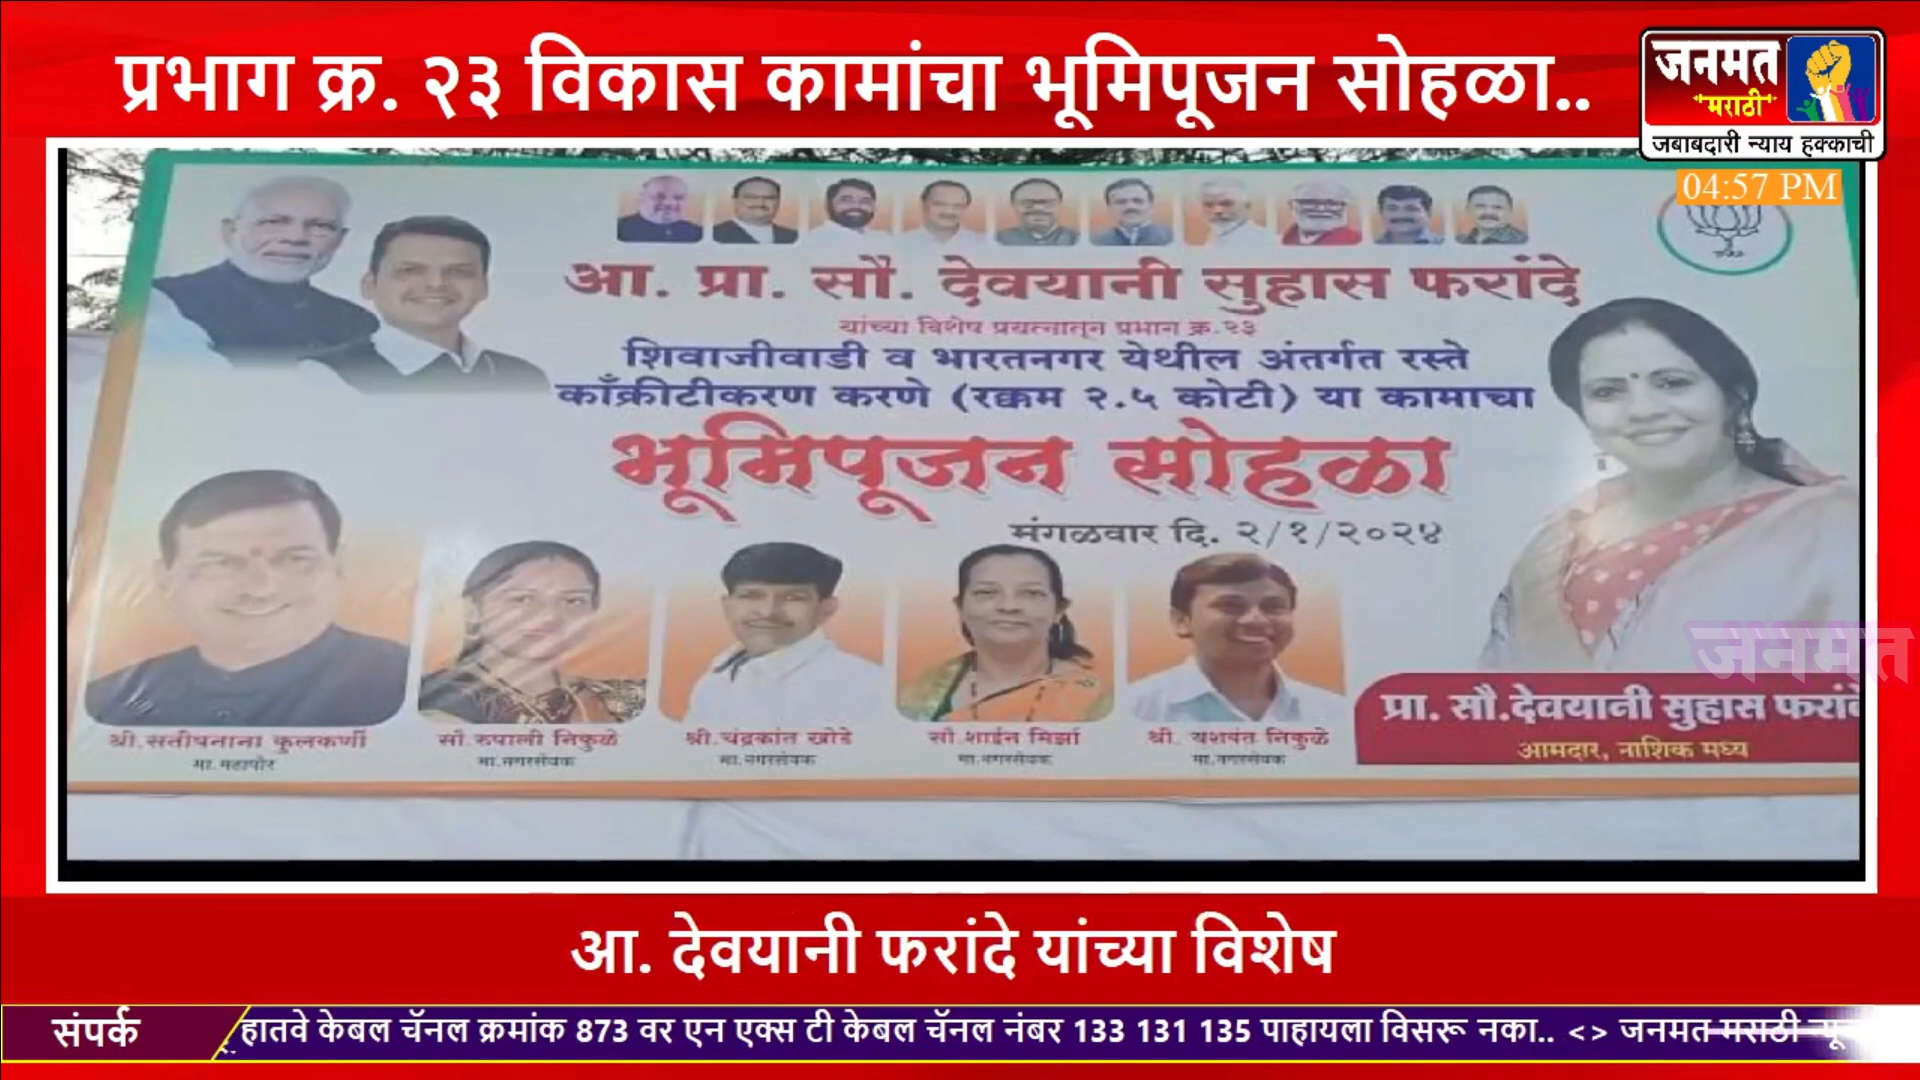 प्रभाग क्र. २३ विकास कामांचा भूमिपूजन सोहळा..
जनमत
मराठी
जबाबदारी न्याय हक्काची
04:57 PM
आ. प्रा. सौ. देवयानी सुहास फरांदे
यांच्या विशेष प्रयत्नातून प्रभाग क्र.२३
शिवाजीवाडी व भारतनगर येथील अंतर्गत रस्ते
काँक्रीटीकरण करणे (रक्कम २.५ कोटी) या कामाचा
भूमिपूजन सोहळा
मंगळवार दि. २/१/२०२४
श्री.सतीषनाना कुलकर्णी
मा.महापौर
सौ.रुपाली निकुळे
मा.नगरसेवक
श्री.चंद्रकांत खोडे
मा.नगरसेवक
सौ.शाहीन मिर्झा
मा.नगरसेवक
श्री. यशवंत निकुळे
मा.नगरसेवक
प्रा. सौ.देवयानी सुहास फरांदे
आमदार, नाशिक मध्य
जनमत
आ. देवयानी फरांदे यांच्या विशेष
संपर्क
हातवे केबल चॅनल क्रमांक 873 वर एन एक्स टी केबल चॅनल नंबर 133 131 135 पाहायला विसरू नका.. <> जनमत मराठी न्यू